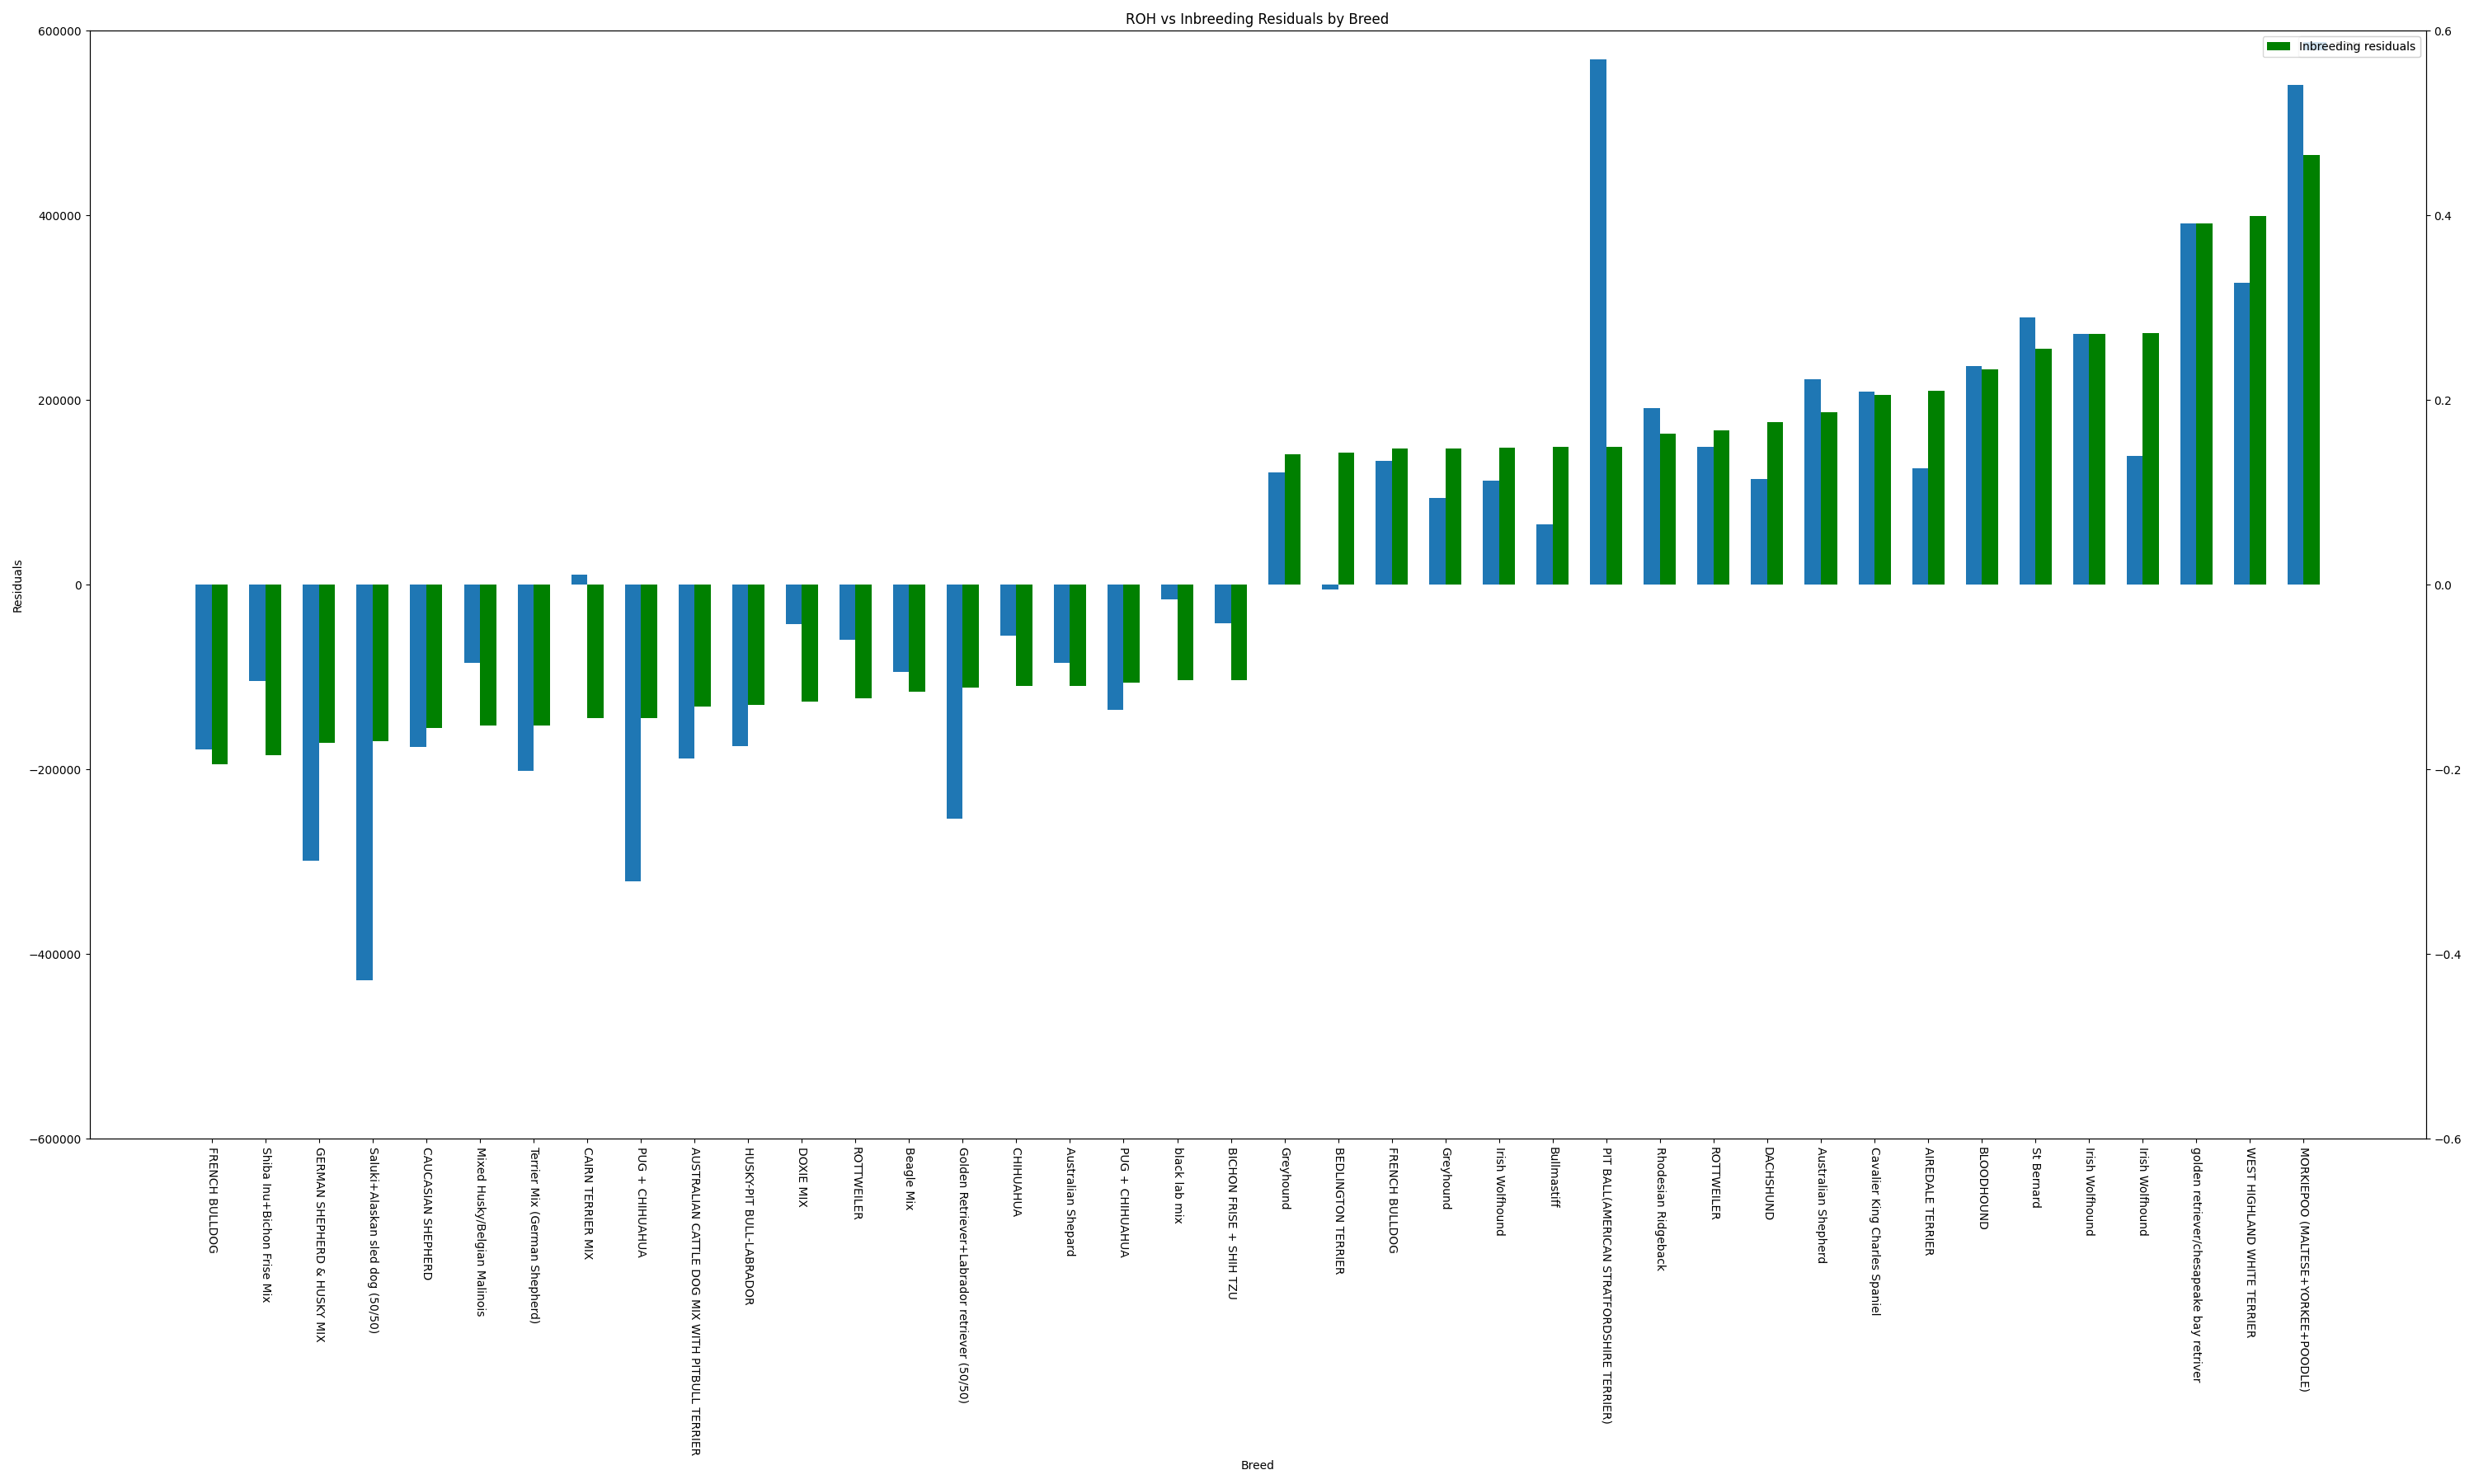 ROH vs Inbreeding Residuals by Breed
Inbreeding residuals
600000
400000
200000
0
−200000
−400000
−600000
Residuals
0.6
0.4
0.2
0.0
−0.2
−0.4
−0.6
FRENCH BULLDOG
Shiba Inu+Bichon Frise Mix
GERMAN SHEPHERD & HUSKY MIX
Saluki+Alaskan sled dog (50/50)
CAUCASIAN SHEPHERD
Mixed Husky/Belgian Malinois
Terrier Mix (German Shepherd)
CAIRN TERRIER MIX
PUG + CHIHUAHUA
AUSTRALIAN CATTLE DOG MIX WITH PITBULL TERRIER
HUSKY-PIT BULL-LABRADOR
DOXIE MIX
ROTTWEILER
Beagle Mix
Golden Retriever+Labrador retriever (50/50)
CHIHUAHUA
Australian Shepard
PUG + CHIHUAHUA
black lab mix
BICHON FRISE + SHIH TZU
Greyhound
BEDLINGTON TERRIER
FRENCH BULLDOG
Greyhound
Irish Wolfhound
Bullmastiff
PIT BALL(AMERICAN STRATFORDSHIRE TERRIER)
Rhodesian Ridgeback
ROTTWEILER
DACHSHUND
Australian Shepherd
Cavalier King Charles Spaniel
AIREDALE TERRIER
BLOODHOUND
St Bernard
Irish Wolfhound
Irish Wolfhound
golden retriever/chesapeake bay retriver
WEST HIGHLAND WHITE TERRIER
MORKIEPOO (MALTESE+YORKEE+POODLE)
Breed